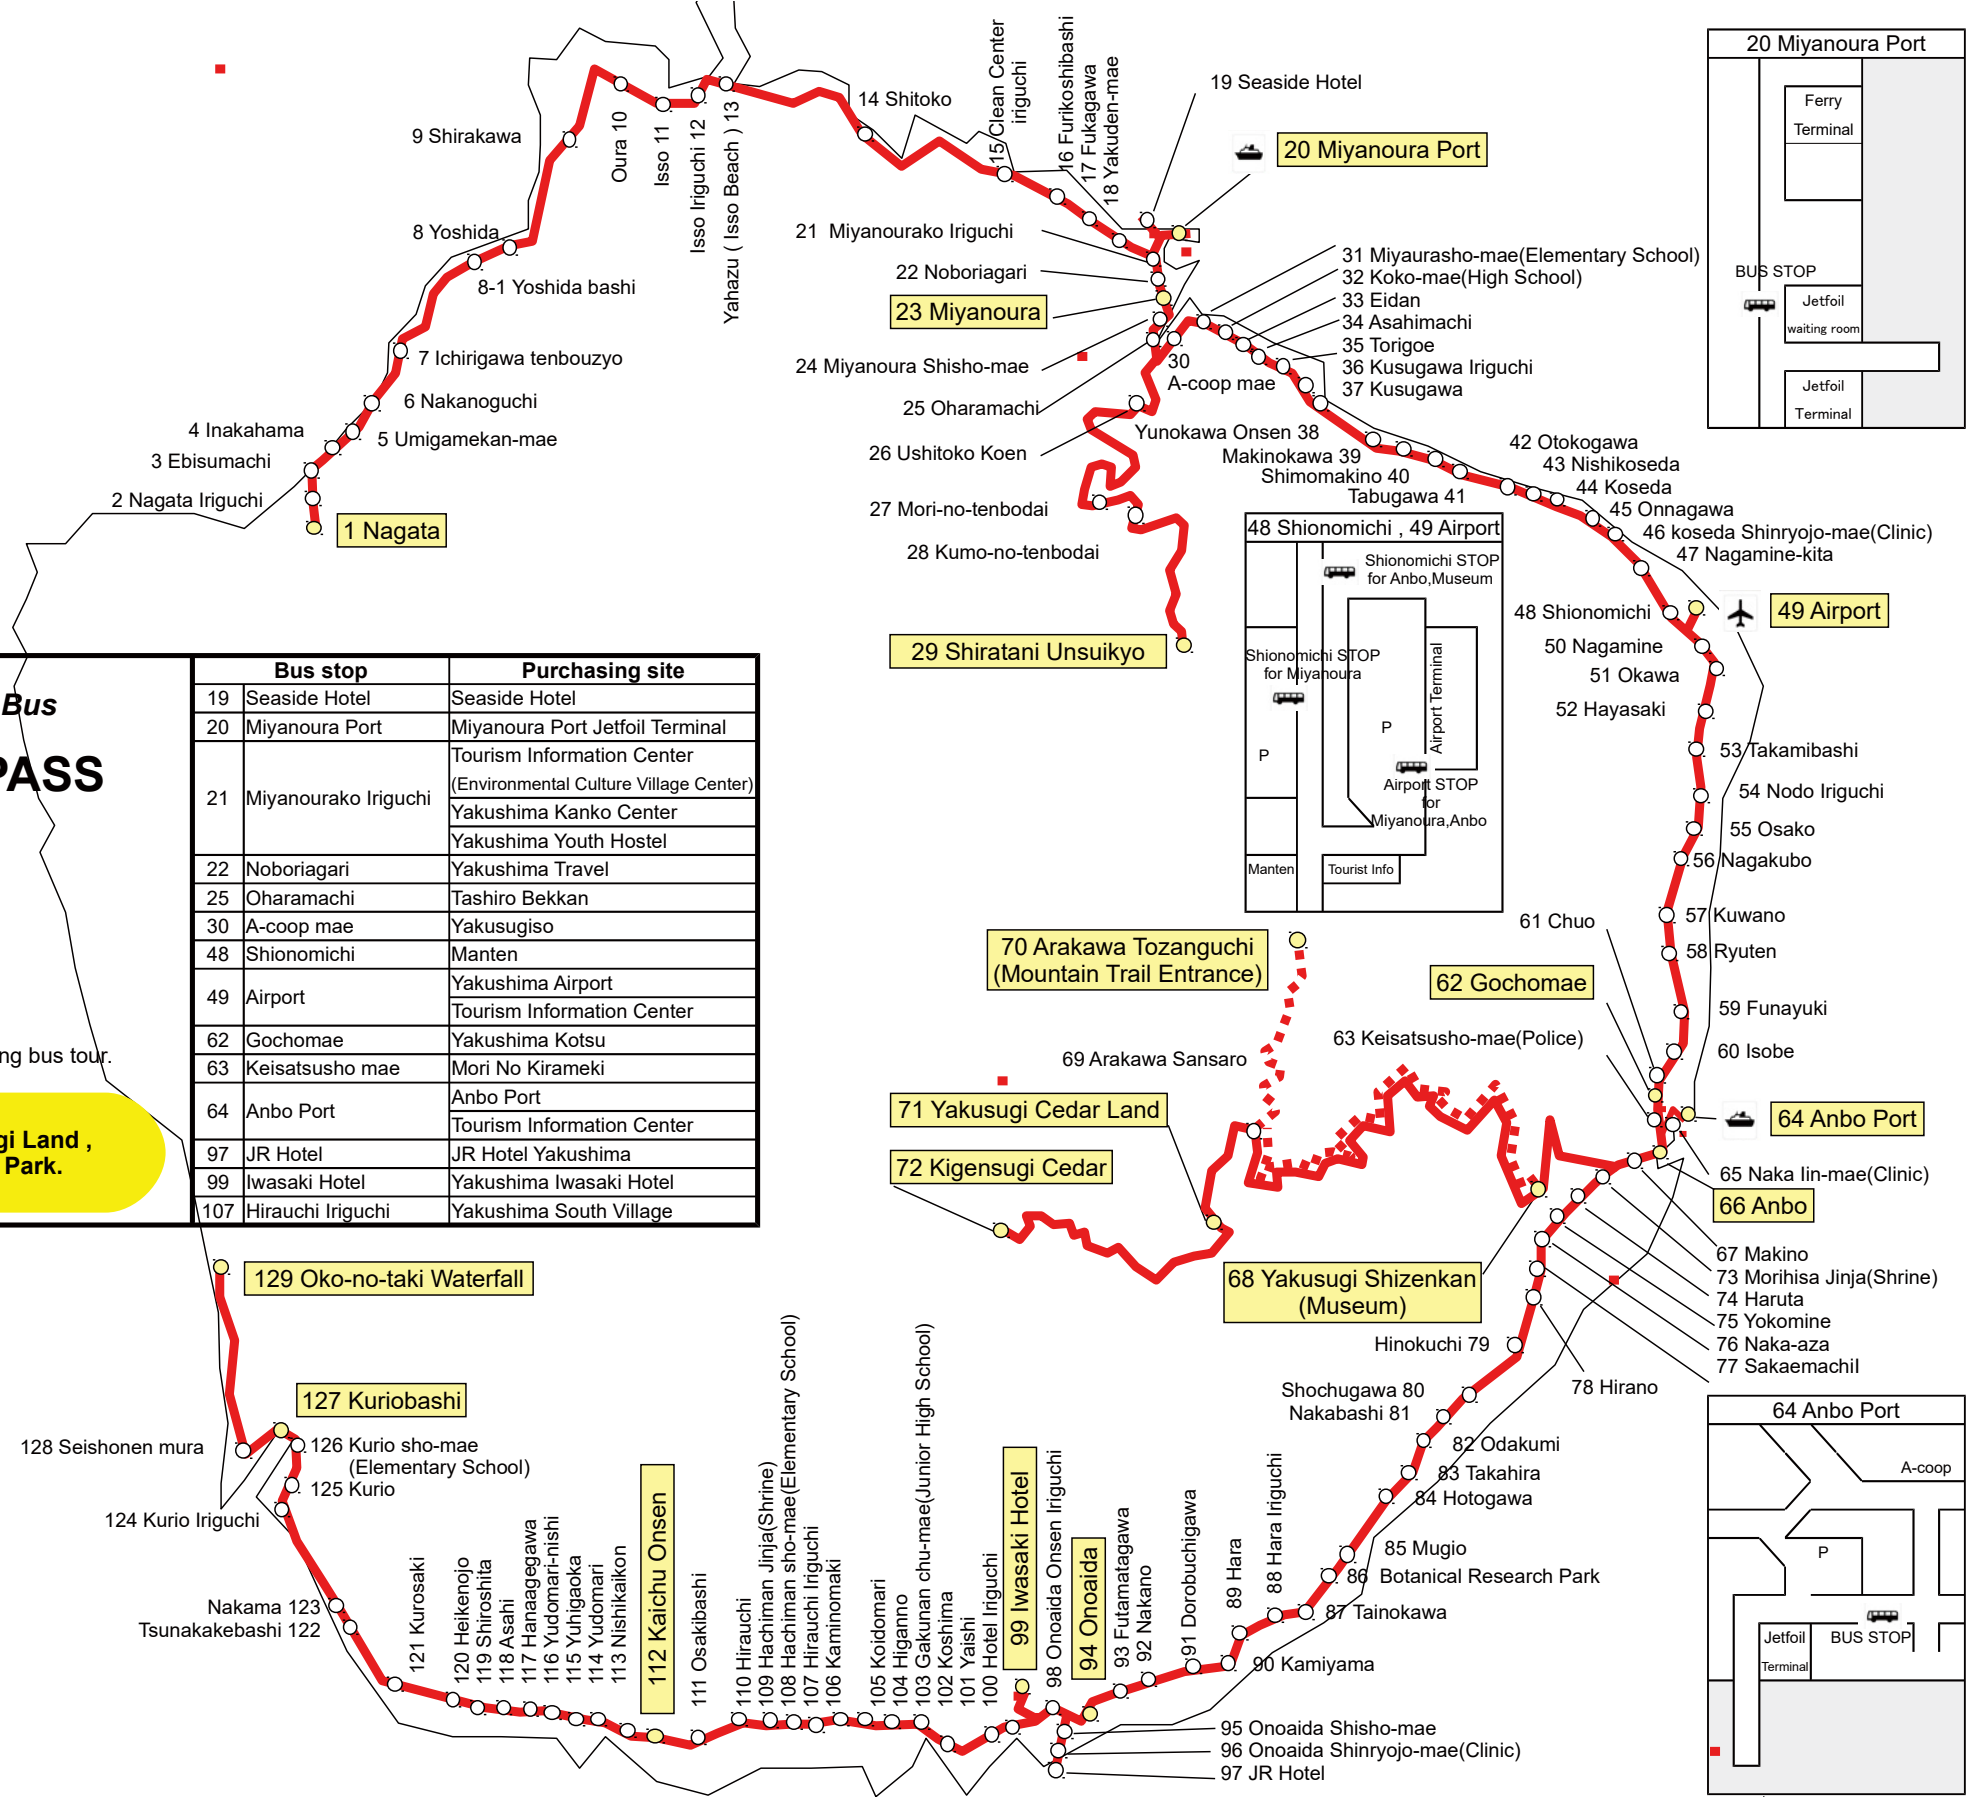 9 Shirakawa
Oura 10
Isso 11
Isso Iriguchi 12
Yahazu ( Isso Beach ) 13
14 Shitoko
15 Clean Center
iriguchi
16 Furikoshibashi
17 Fukagawa
18 Yakuden-mae
19 Seaside Hotel
20 Miyanoura Port
8 Yoshida
8-1 Yoshida bashi
7 Ichirigawa tenbouzyo
6 Nakanoguchi
5 Umigamekan-mae
4 Inakahama
3 Ebisumachi
2 Nagata Iriguchi
1 Nagata
21 Miyanourako Iriguchi
22 Noboriagari
23 Miyanoura
24 Miyanoura Shisho-mae
25 Oharamachi
26 Ushitoko Koen
27 Mori-no-tenbodai
28 Kumo-no-tenbodai
29 Shiratani Unsuikyo
30
A-coop mae
31 Miyaurasho-mae(Elementary School)
32 Koko-mae(High School)
33 Eidan
34 Asahimachi
35 Torigoe
36 Kusugawa Iriguchi
37 Kusugawa
Yunokawa Onsen 38
Makinokawa 39
Shimomakino 40
Tabugawa 41
42 Otokogawa
43 Nishikoseda
44 Koseda
45 Onnagawa
46 koseda Shinryojo-mae(Clinic)
47 Nagamine-kita
48 Shionomichi
49 Airport
50 Nagamine
51 Okawa
52 Hayasaki
53 Takamibashi
54 Nodo Iriguchi
55 Osako
56 Nagakubo
57 Kuwano
58 Ryuten
59 Funayuki
60 Isobe
61 Chuo
62 Gochomae
63 Keisatsusho-mae(Police)
64 Anbo Port
65 Naka Iin-mae(Clinic)
66 Anbo
67 Makino
73 Morihisa Jinja(Shrine)
74 Haruta
75 Yokomine
76 Naka-aza
77 Sakaemachil
78 Hirano
68 Yakusugi Shizenkan
(Museum)
69 Arakawa Sansaro
70 Arakawa Tozanguchi
(Mountain Trail Entrance)
71 Yakusugi Cedar Land
72 Kigensugi Cedar
Hinokuchi 79
Shochugawa 80
Nakabashi 81
82 Odakumi
83 Takahira
84 Hotogawa
85 Mugio
86 Botanical Research Park
87 Tainokawa
88 Hara Iriguchi
89 Hara
90 Kamiyama
91 Dorobuchigawa
92 Nakano
93 Futamatagawa
94 Onoaida
95 Onoaida Shisho-mae
96 Onoaida Shinryojo-mae(Clinic)
97 JR Hotel
98 Onoaida Onsen Iriguchi
99 Iwasaki Hotel
100 Hotel Iriguchi
101 Yaishi
102 Koshima
103 Gakunan chu-mae(Junior High School)
104 Higanno
105 Koidomari
106 Kaminomaki
107 Hirauchi Iriguchi
108 Hachiman sho-mae(Elementary School)
109 Hachiman Jinja(Shrine)
110 Hirauchi
111 Osakibashi
112 Kaichu Onsen
113 Nishikaikon
114 Yudomari
115 Yuhigaoka
116 Yudomari-nishi
117 Hanaagegawa
118 Asahi
119 Shiroshita
120 Heikenojo
121 Kurosaki
Tsunakakebashi 122
Nakama 123
124 Kurio Iriguchi
125 Kurio
126 Kurio sho-mae
(Elementary School)
127 Kuriobashi
128 Seishonen mura
129 Oko-no-taki Waterfall
Bus
PASS
ng bus tour.
gi Land ,
Park.
Bus stop Purchasing site
19 Seaside Hotel Seaside Hotel
20 Miyanoura Port Miyanoura Port Jetfoil Terminal
21 Miyanourako Iriguchi Tourism Information Center
(Environmental Culture Village Center)
Yakushima Kanko Center
Yakushima Youth Hostel
22 Noboriagari Yakushima Travel
25 Oharamachi Tashiro Bekkan
30 A-coop mae Yakusugiso
48 Shionomichi Manten
49 Airport Yakushima Airport
Tourism Information Center
62 Gochomae Yakushima Kotsu
63 Keisatsusho mae Mori No Kirameki
64 Anbo Port Anbo Port
Tourism Information Center
97 JR Hotel JR Hotel Yakushima
99 Iwasaki Hotel Yakushima Iwasaki Hotel
107 Hirauchi Iriguchi Yakushima South Village
20 Miyanoura Port
Ferry
Terminal
BUS STOP
Jetfoil
waiting room
Jetfoil
Terminal
48 Shionomichi , 49 Airport
Shionomichi STOP
for Anbo,Museum
Shionomichi STOP
for Miyanoura
Airport Terminal
P
P
Airport STOP
for
Miyanoura,Anbo
Manten
Tourist Info
64 Anbo Port
A-coop
P
Jetfoil
Terminal
BUS STOP